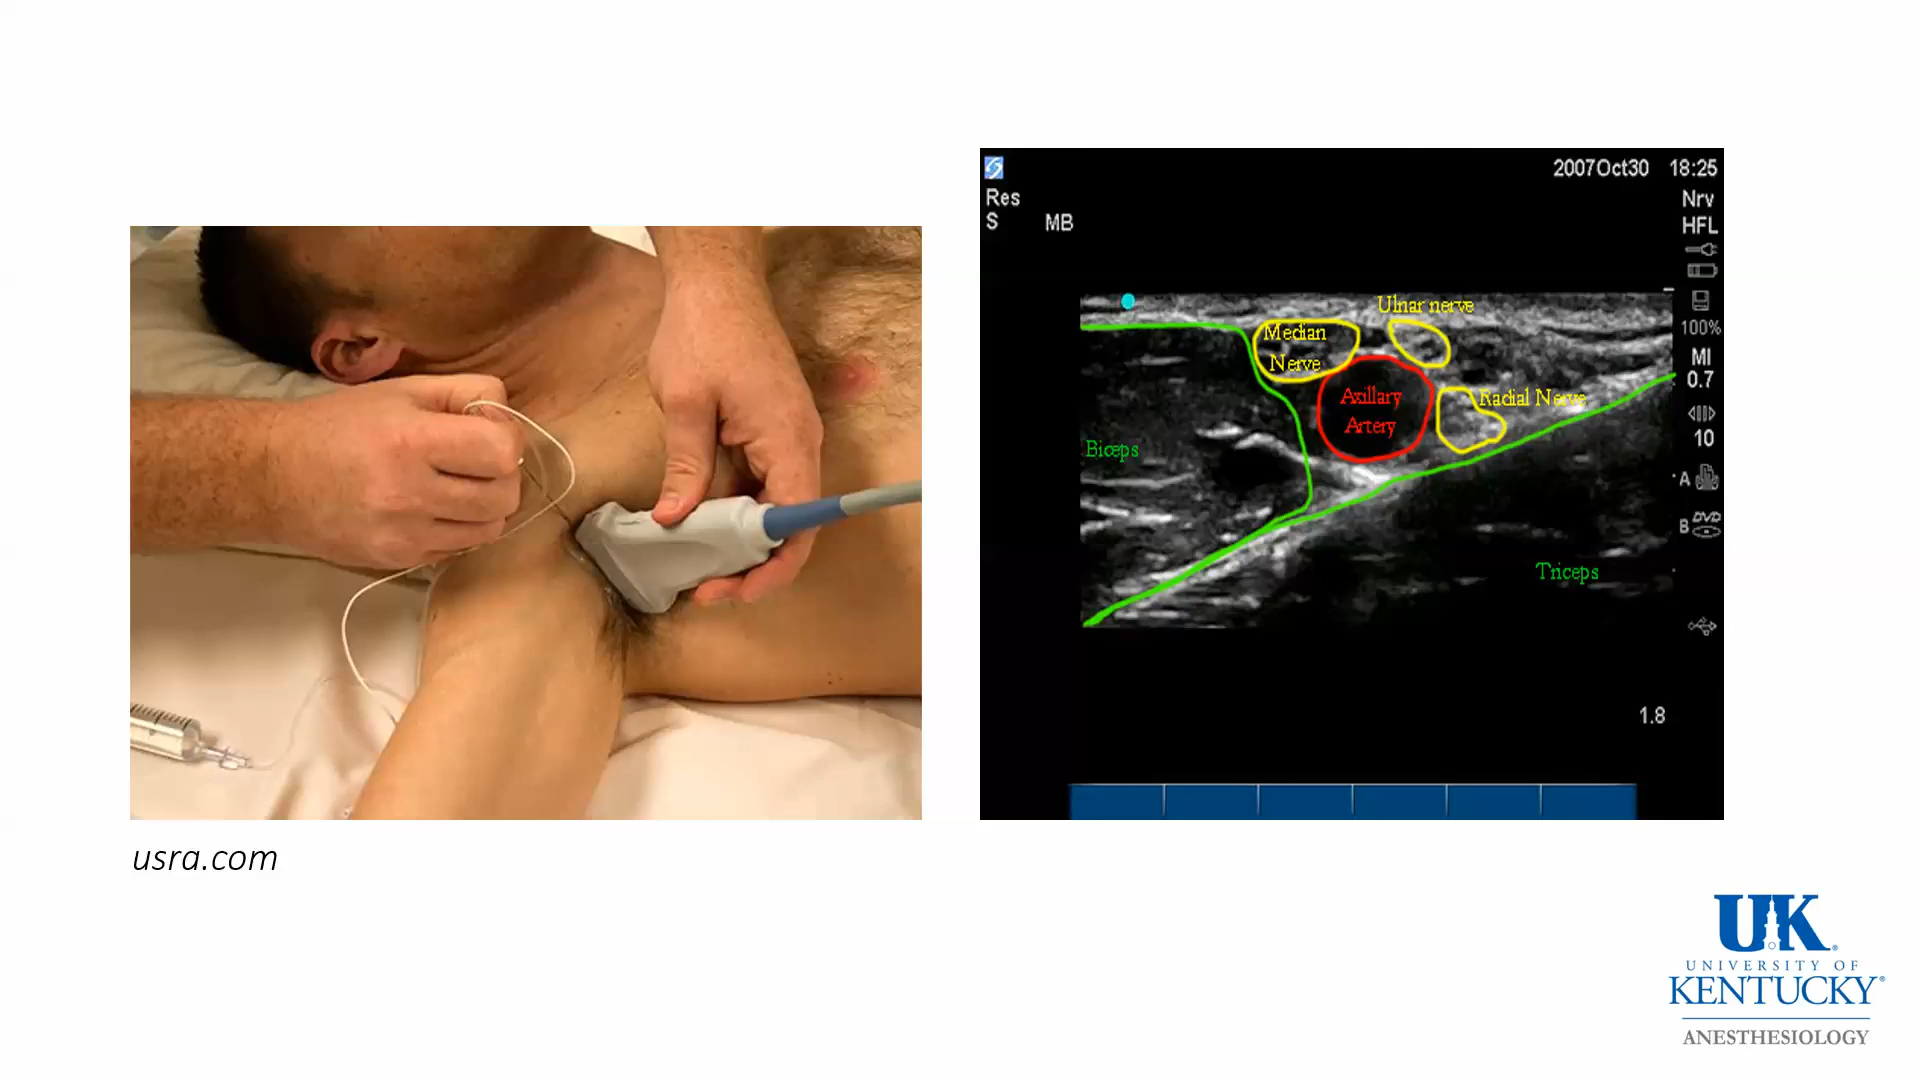 2007Oct30 18:25
Res
Nrv
S MB
HFL
Ulnar nerve
100%
Median
Nerve
MI
0.7
Axillary
Artery
Radial Nerve
10
Biceps
A
B DVD
Triceps
1.8
usra.com
UK
UNIVERSITY OF
KENTUCKY
ANESTHESIOLOGY